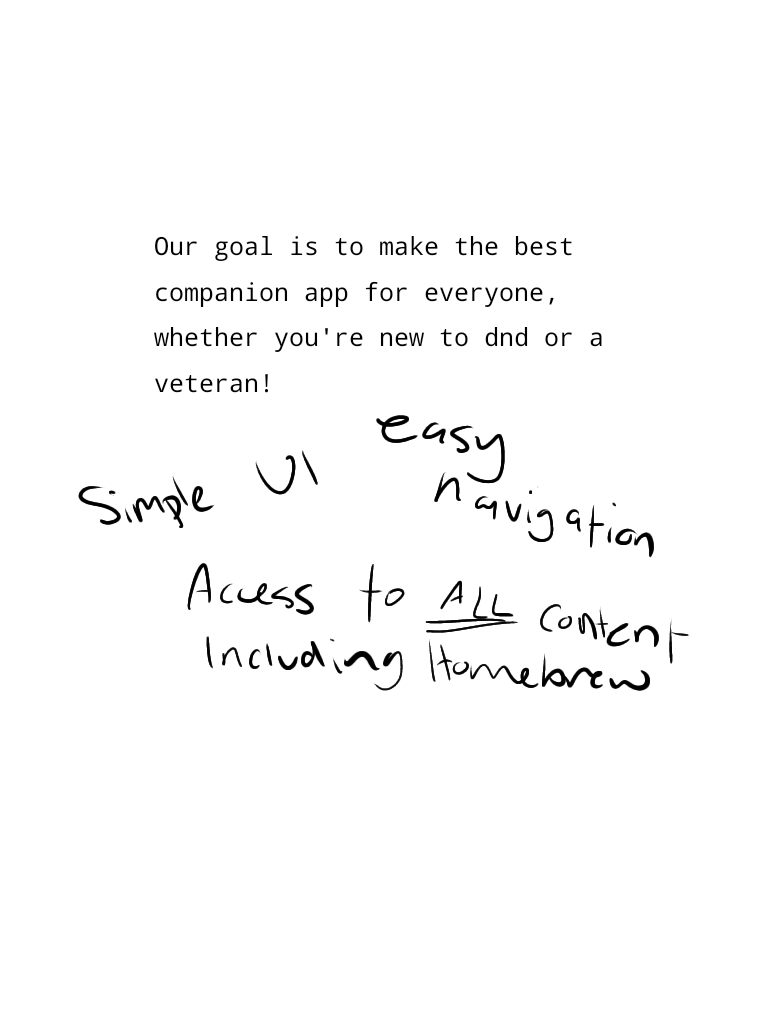 Our goal is to make the best
companion app for everyone,
whether you're new to dnd or a
veteran!
Simple UI
easy
navigation
Access to ALL content
Including Homebrew